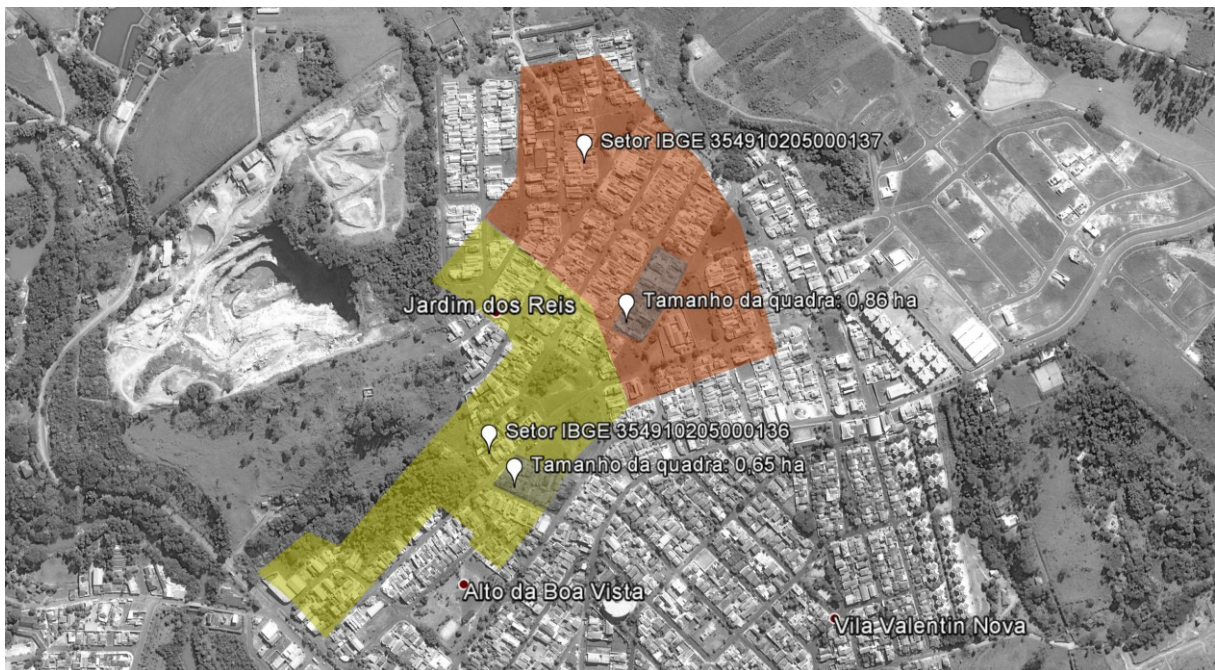 Setor IBGE 354910205000137
Tamanho da quadra: 0,86 ha
Jardim dos Reis
Setor IBGE 354910205000136
Tamanho da quadra: 0,65 ha
Alto da Boa Vista
Vila Valentin Nova